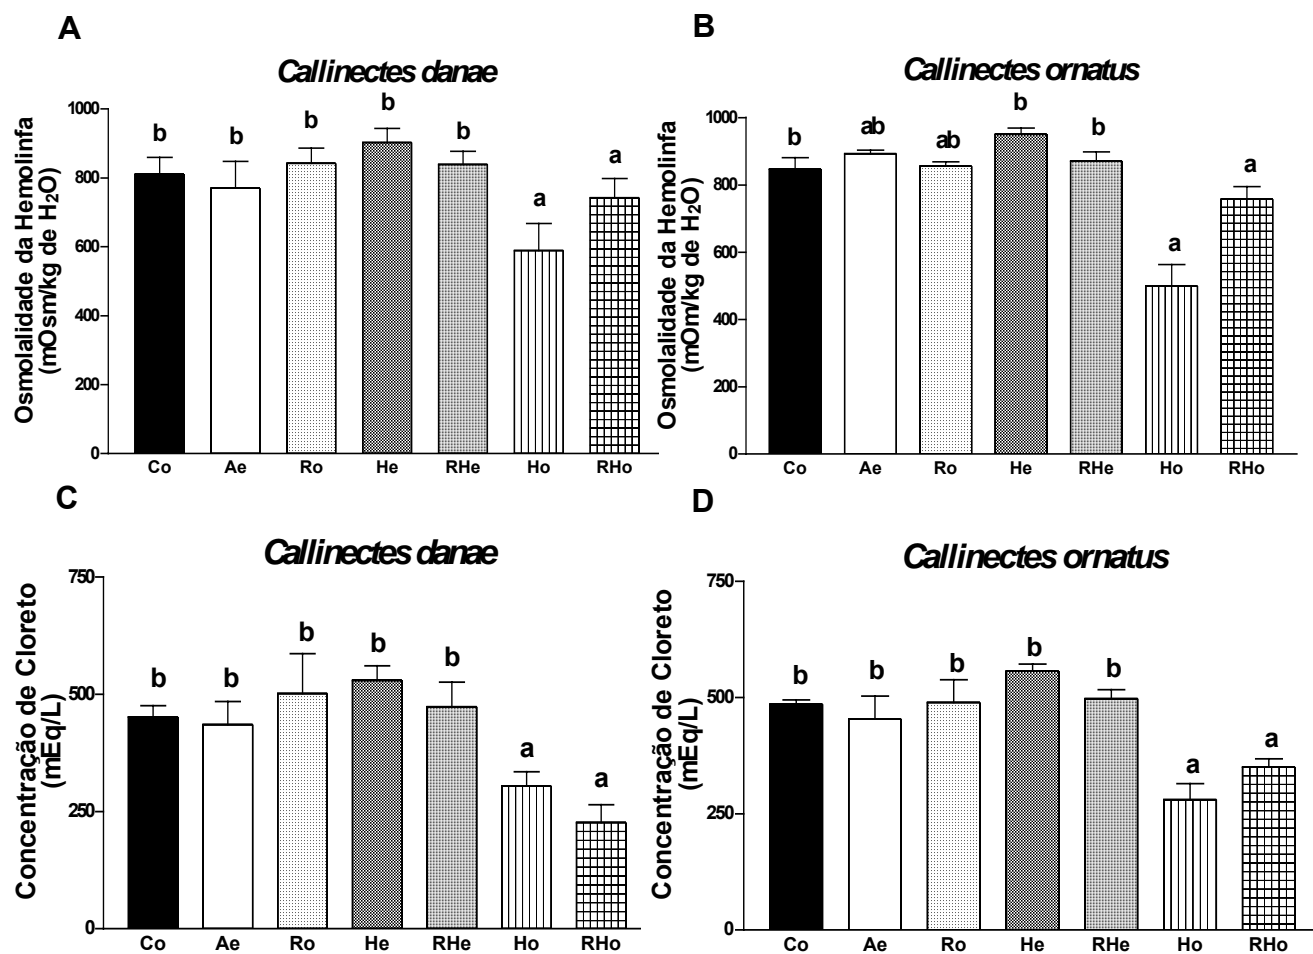 A
Callinectes danae
Osmolalidade da Hemolinfa
(mOsm/kg de H2O)
1000
800
600
400
200
0
b
b
b
b
b
a
a
Co Ae Ro He RHe Ho RHo
B
Callinectes ornatus
Osmolalidade da Hemolinfa
(mOm/kg de H2O)
1000
800
600
400
200
0
b
ab
ab
b
b
a
a
Co Ae Ro He RHe Ho RHo
C
Callinectes danae
Concentração de Cloreto
(mEq/L)
750
500
250
0
b
b
b
b
b
a
a
Co Ae Ro He RHe Ho RHo
D
Callinectes ornatus
Concentração de Cloreto
(mEq/L)
750
500
250
0
b
b
b
b
b
a
a
Co Ae Ro He RHe Ho RHo